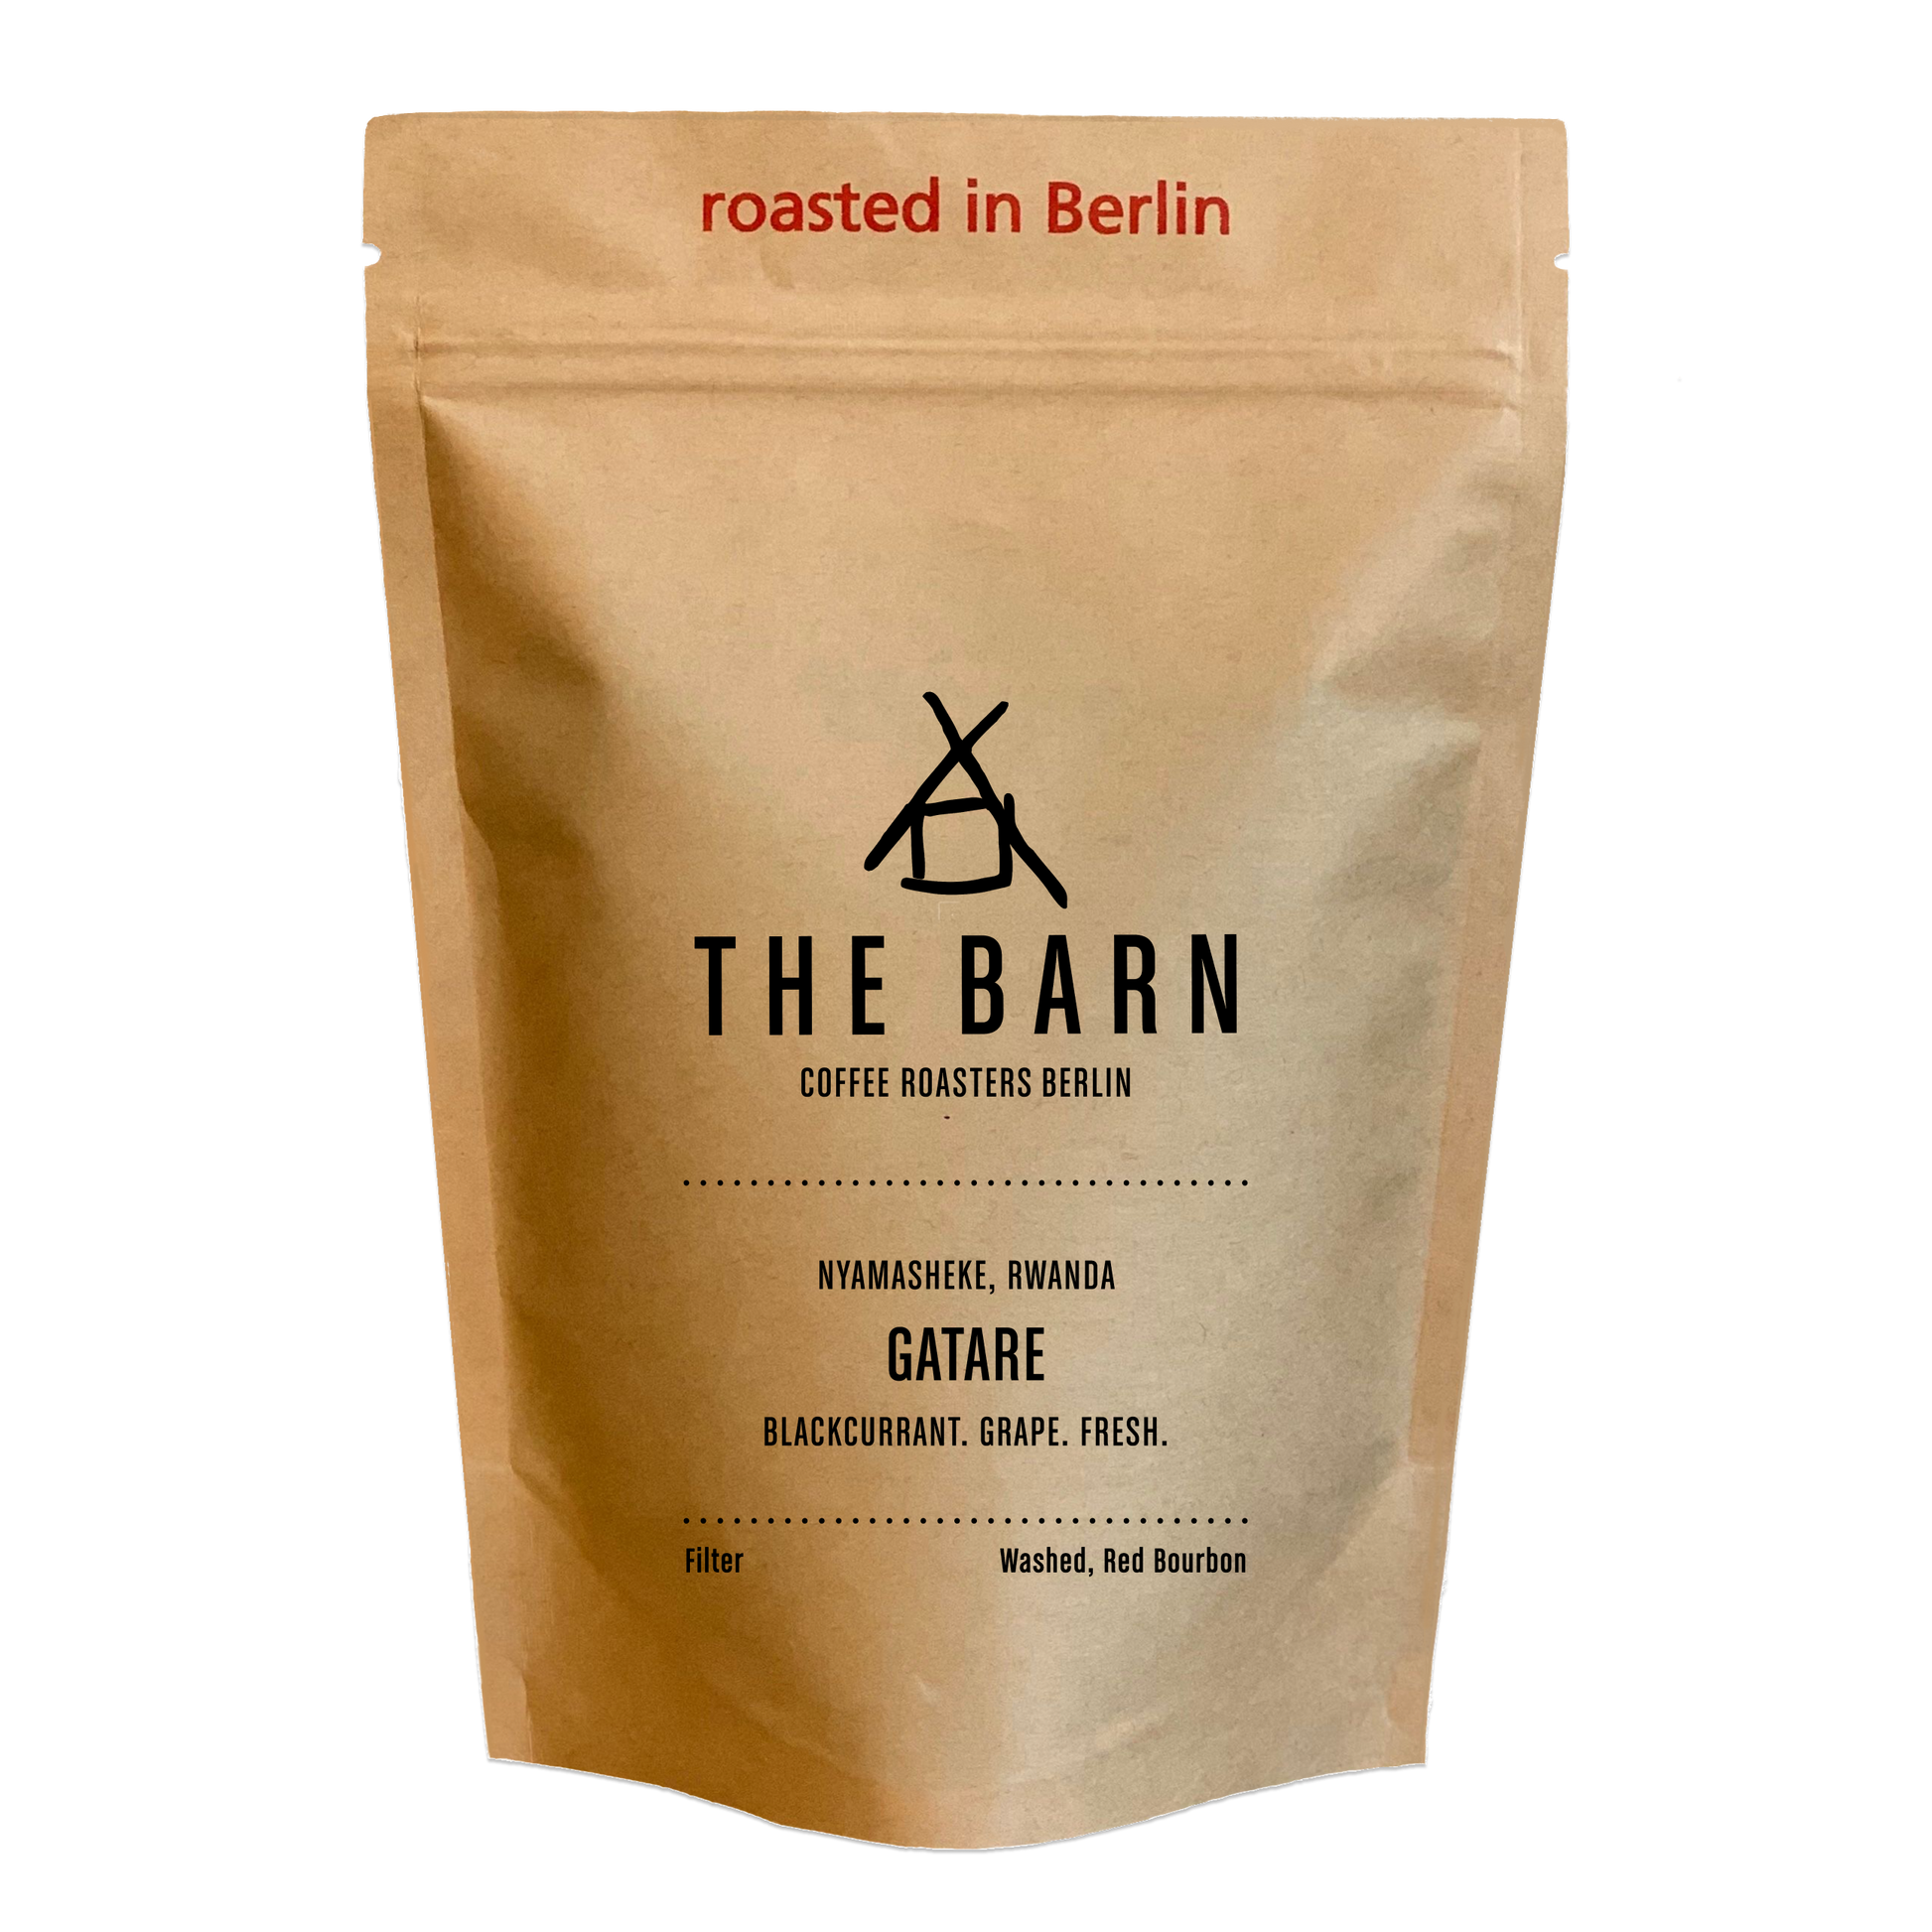 roasted in Berlin
THE BARN
COFFEE ROASTERS BERLIN
NYAMASHEKE, RWANDA
GATARE
BLACKCURRANT. GRAPE. FRESH.
Filter Washed, Red Bourbon